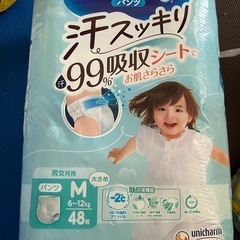 パンツ
汗スッキリ
汗99%吸収シートで
お肌さらさら
男女共用
大きめ
パンツ
M
6~12kg
48枚
-2℃
unicharm